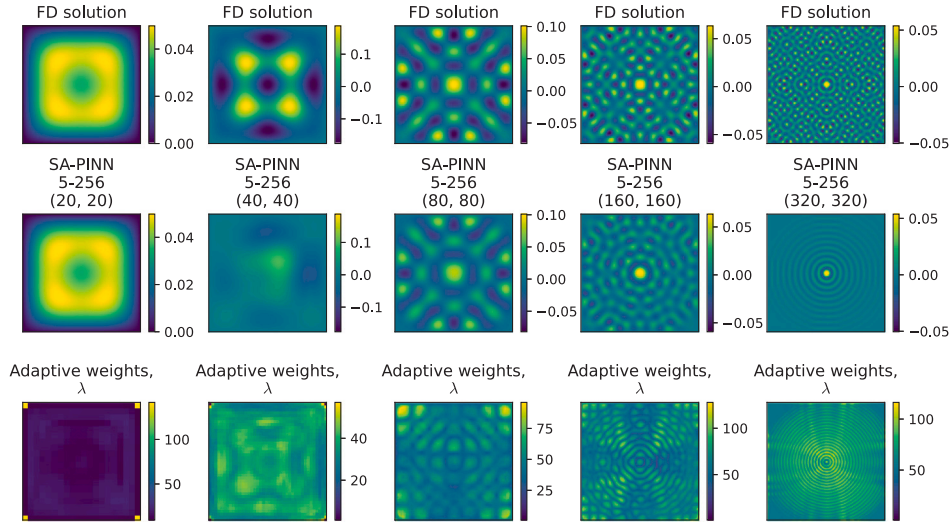 FD solution FD solution FD solution FD solution FD solution
0.04 0.02 0.00
0.1 0.0 −0.1
0.10 0.05 0.00 −0.05
0.05 0.00 −0.05
0.05 0.00 −0.05
SA-PINN SA-PINN SA-PINN SA-PINN SA-PINN
5-256 5-256 5-256 5-256 5-256
(20, 20) (40, 40) (80, 80) (160, 160) (320, 320)
0.04 0.02 0.00
0.1 0.0 −0.1
0.10 0.05 0.00 −0.05
0.05 0.00 −0.05
0.05 0.00 −0.05
Adaptive weights, Adaptive weights, Adaptive weights, Adaptive weights, Adaptive weights,
λ λ λ λ λ
100 50
40 20
75 50 25
100 50
100 50